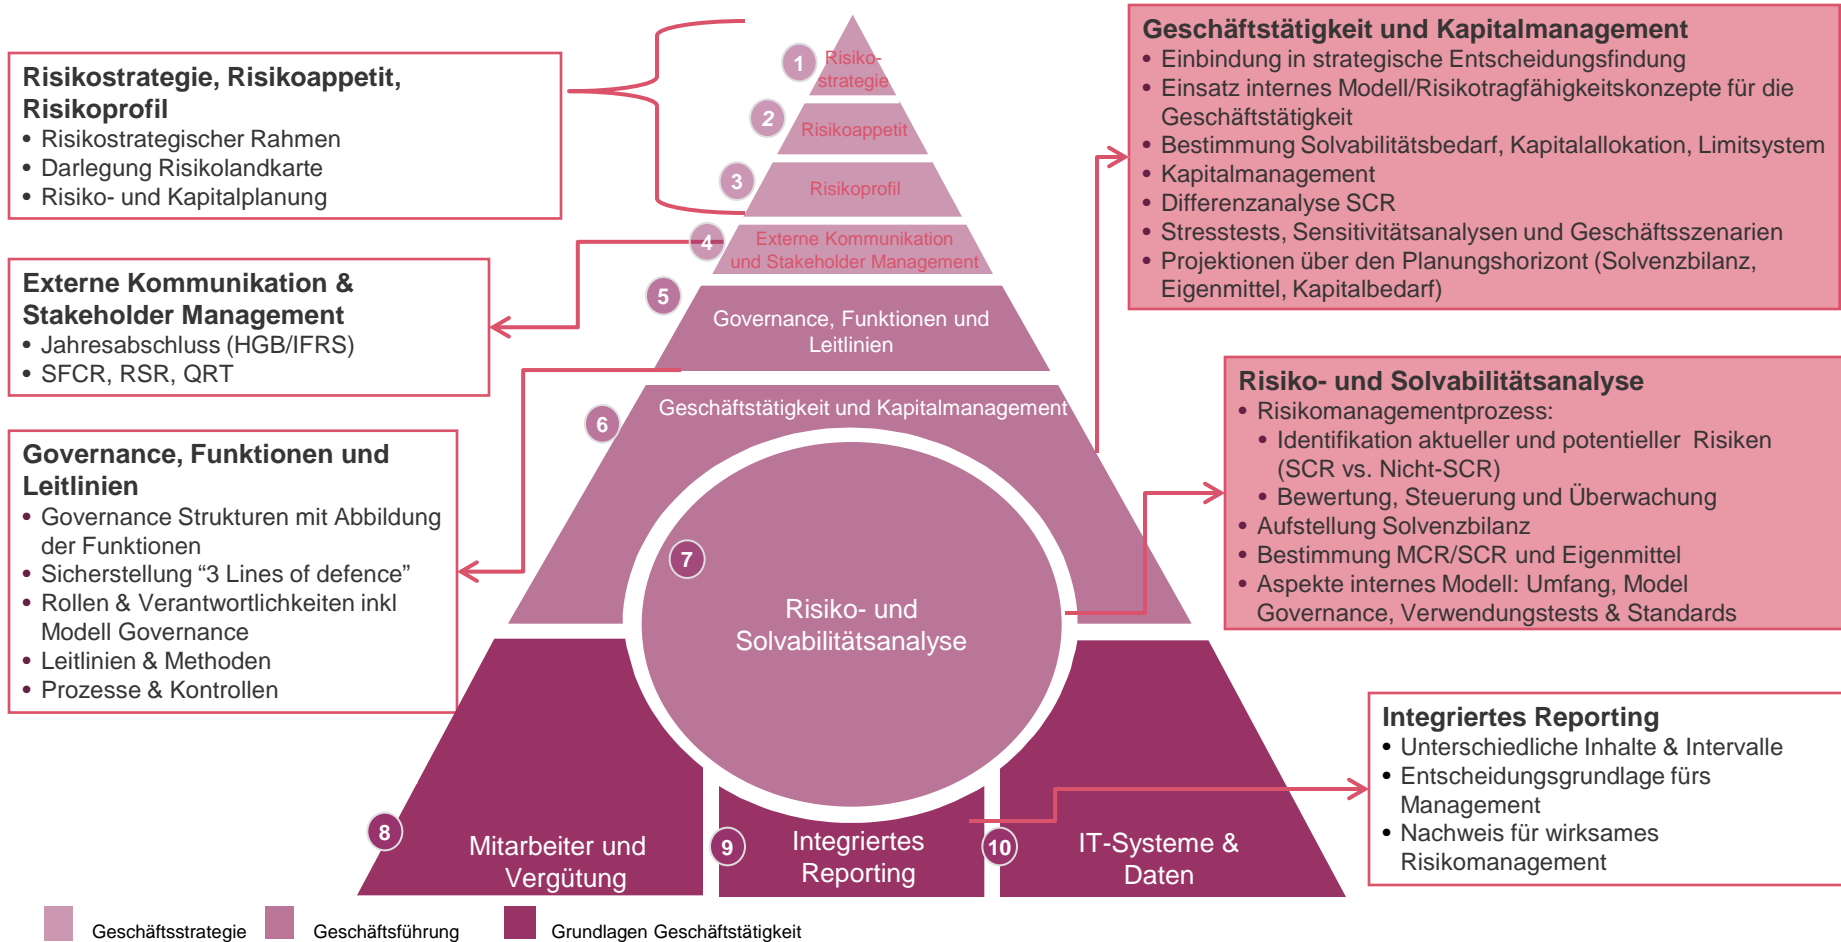 Risikostrategie, Risikoappetit,
Risikoprofil
• Risikostrategischer Rahmen
• Darlegung Risikolandkarte
• Risiko- und Kapitalplanung
Externe Kommunikation &
Stakeholder Management
• Jahresabschluss (HGB/IFRS)
• SFCR, RSR, QRT
Governance, Funktionen und
Leitlinien
• Governance Strukturen mit Abbildung
der Funktionen
• Sicherstellung “3 Lines of defence”
• Rollen & Verantwortlichkeiten inkl
Modell Governance
• Leitlinien & Methoden
• Prozesse & Kontrollen
1
Risiko-
strategie
2
Risikoappetit
3
Risikoprofil
4
Externe Kommunikation
und Stakeholder Management
5
Governance, Funktionen und
Leitlinien
6
Geschäftstätigkeit und Kapitalmanagement
7
Risiko- und
Solvabilitätsanalyse
8
Mitarbeiter und
Vergütung
9
Integriertes
Reporting
10
IT-Systeme &
Daten
Geschäftstätigkeit und Kapitalmanagement
• Einbindung in strategische Entscheidungsfindung
• Einsatz internes Modell/Risikotragfähigkeitskonzepte für die
Geschäftstätigkeit
• Bestimmung Solvabilitätsbedarf, Kapitalallokation, Limitsystem
• Kapitalmanagement
• Differenzanalyse SCR
• Stresstests, Sensitivitätsanalysen und Geschäftsszenarien
• Projektionen über den Planungshorizont (Solvenzbilanz,
Eigenmittel, Kapitalbedarf)
Risiko- und Solvabilitätsanalyse
• Risikomanagementprozess:
• Identifikation aktueller und potentieller Risiken
(SCR vs. Nicht-SCR)
• Bewertung, Steuerung und Überwachung
• Aufstellung Solvenzbilanz
• Bestimmung MCR/SCR und Eigenmittel
• Aspekte internes Modell: Umfang, Model
Governance, Verwendungstests & Standards
Integriertes Reporting
• Unterschiedliche Inhalte & Intervalle
• Entscheidungsgrundlage fürs
Management
• Nachweis für wirksames
Risikomanagement
Geschäftsstrategie
Geschäftsführung
Grundlagen Geschäftstätigkeit